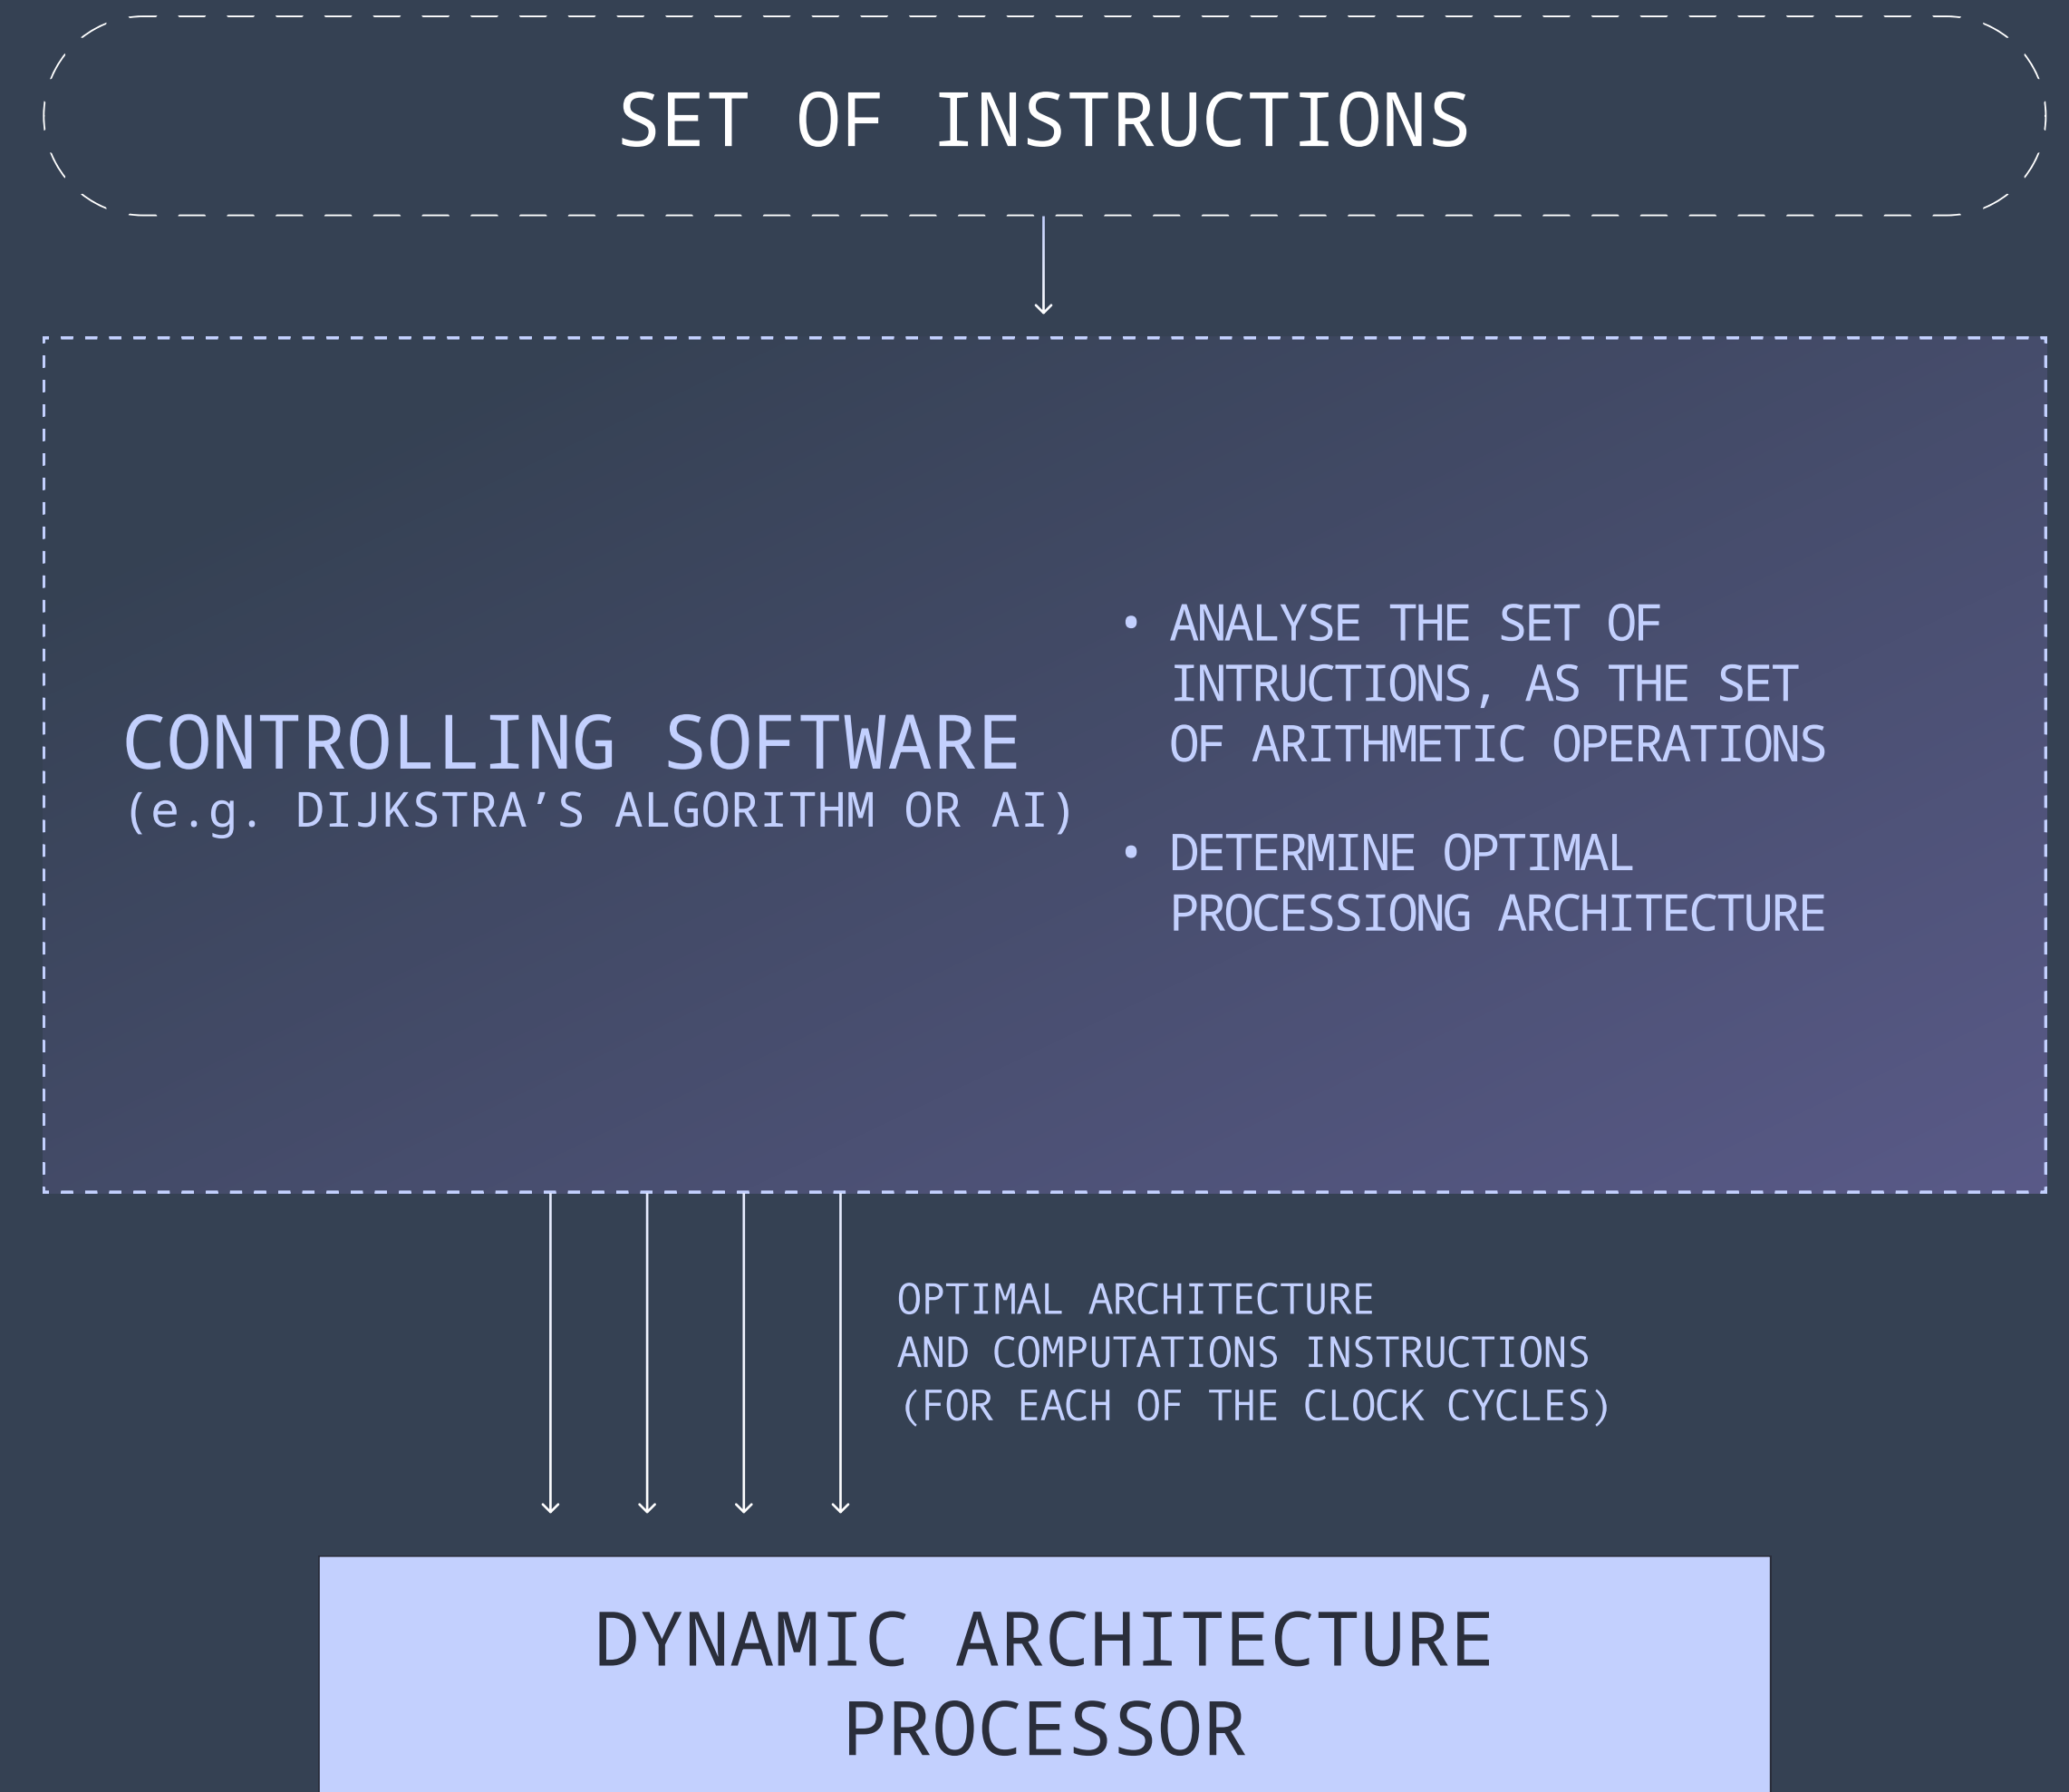 SET OF INSTRUCTIONS
CONTROLLING SOFTWARE
(e.g. DIJKSTRA’S ALGORITHM OR AI)
• ANALYSE THE SET OF
INTRUCTIONS, AS THE SET
OF ARITHMETIC OPERATIONS
• DETERMINE OPTIMAL
PROCESSIONG ARCHITECTURE
OPTIMAL ARCHITECTURE
AND COMPUTATIONS INSTRUCTIONS
(FOR EACH OF THE CLOCK CYCLES)
DYNAMIC ARCHITECTURE
PROCESSOR